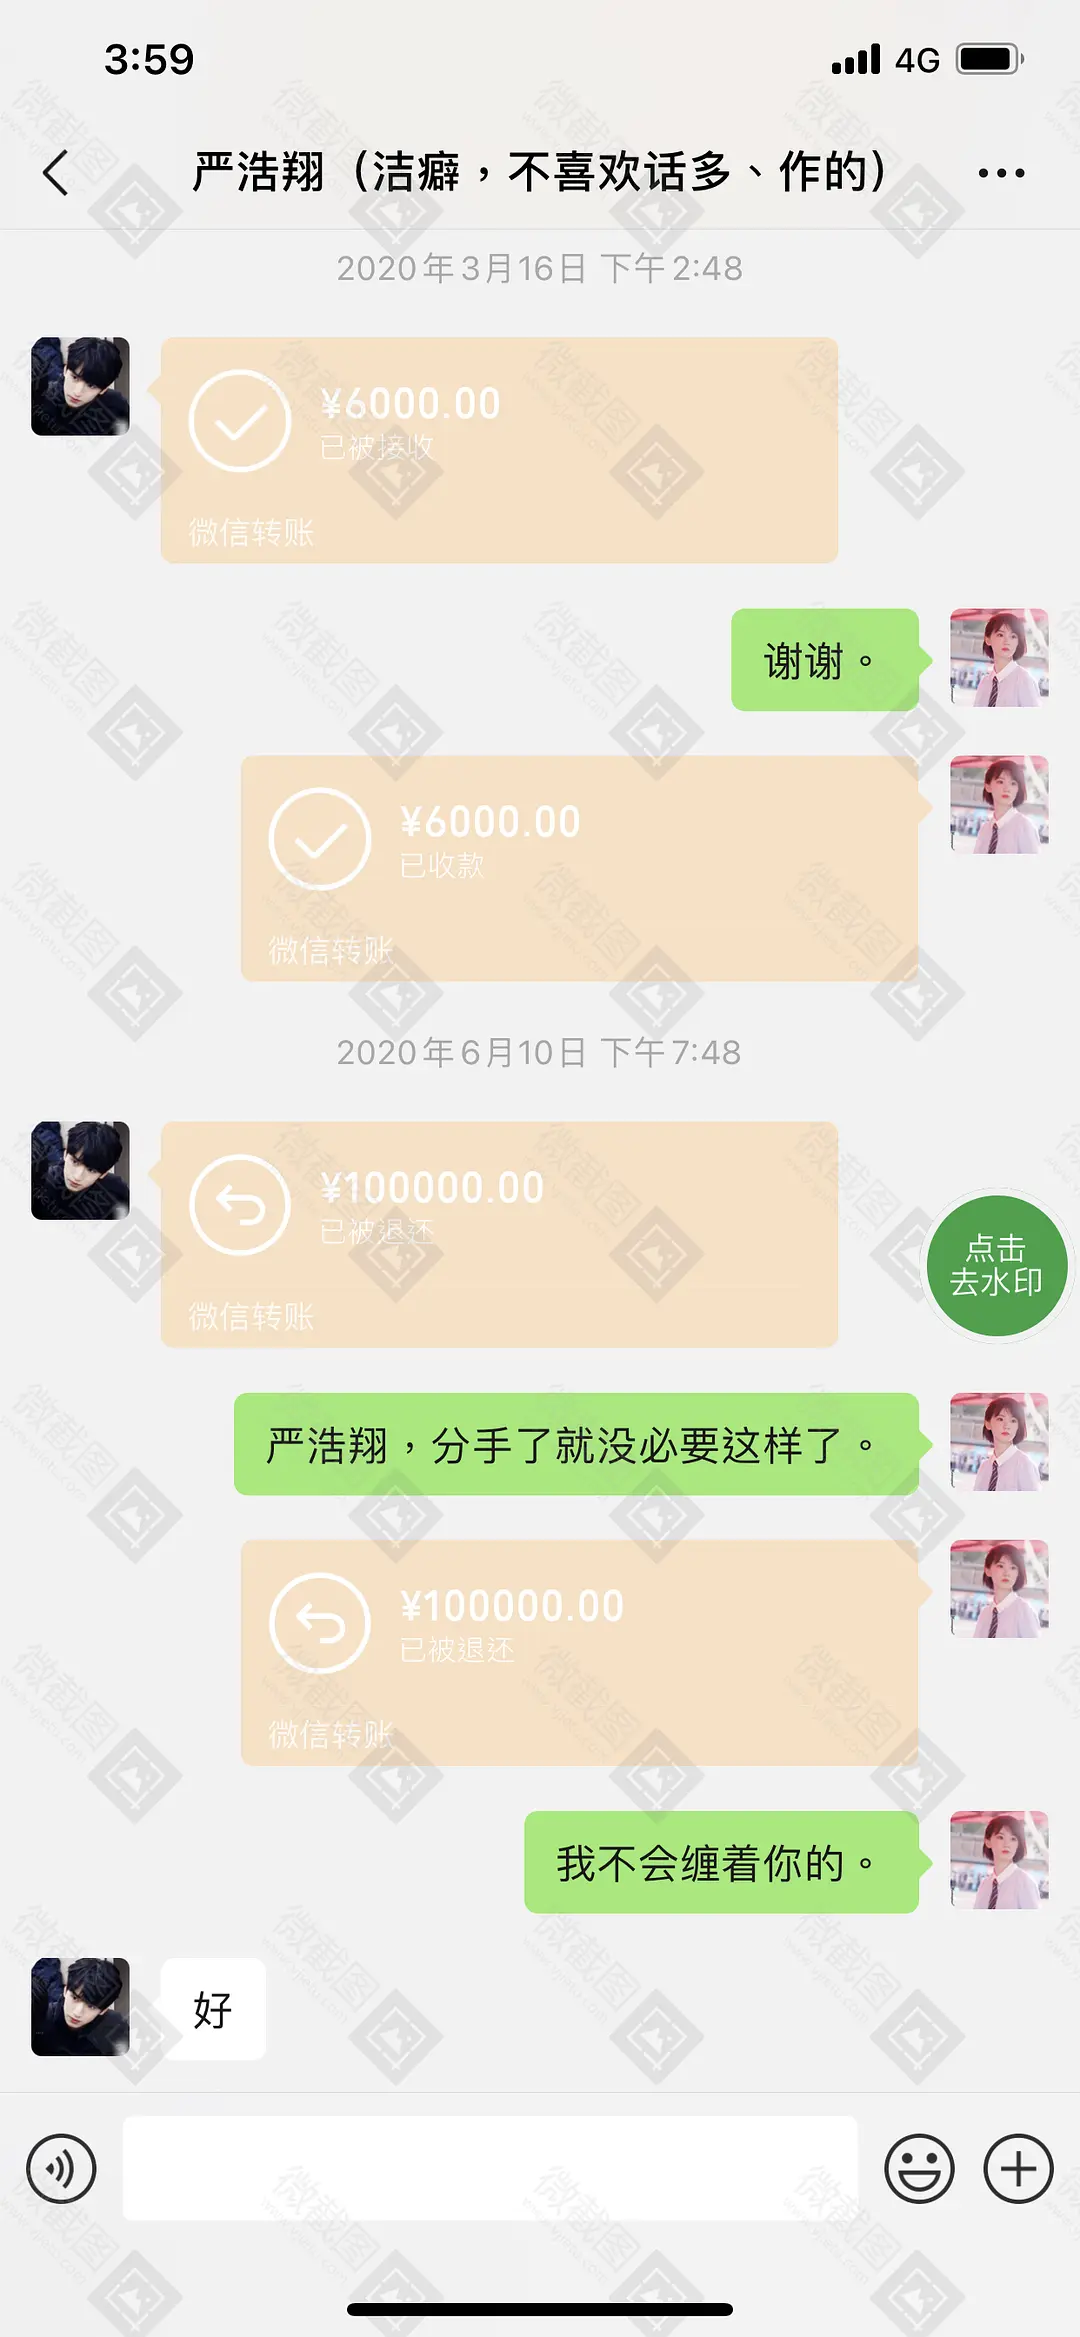 3:59
4G
严浩翔（洁癖，不喜欢话多、作的）
2020年3月16日 下午2:48
¥6000.00
已被接收
微信转账
谢谢。
¥6000.00
已收款
微信转账
2020年6月10日 下午7:48
¥100000.00
已被退还
微信转账
点击
去水印
严浩翔，分手了就没必要这样了。
¥100000.00
已被退还
微信转账
我不会缠着你的。
好
微截图